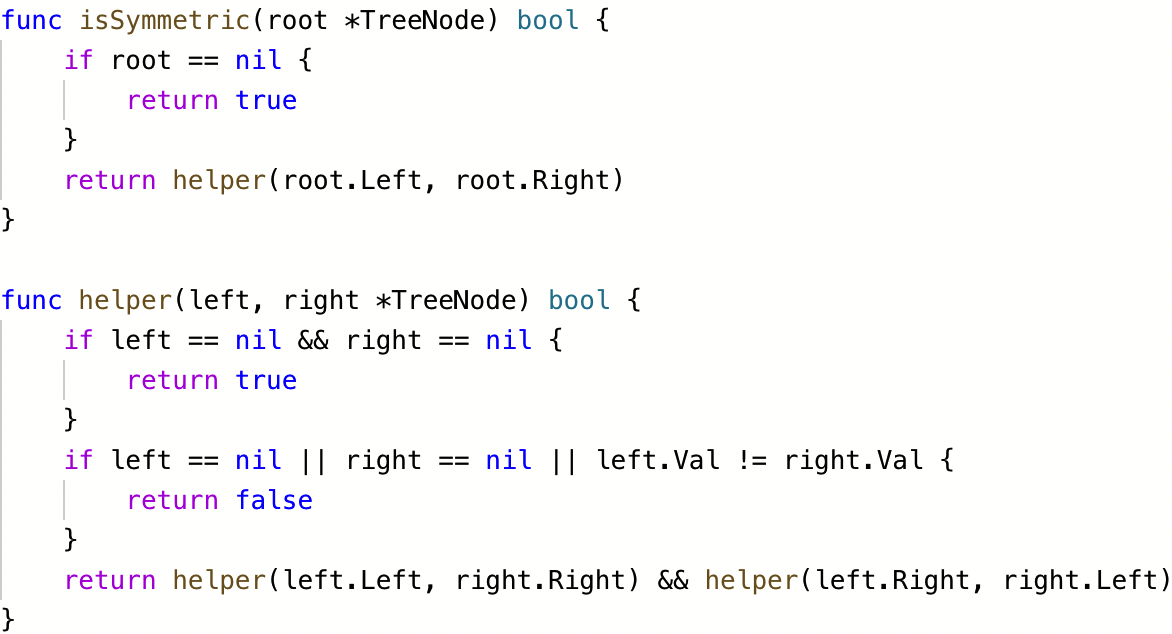 func isSymmetric(root *TreeNode) bool {
    if root == nil {
        return true
    }
    return helper(root.Left, root.Right)
}

func helper(left, right *TreeNode) bool {
    if left == nil && right == nil {
        return true
    }
    if left == nil || right == nil || left.Val != right.Val {
        return false
    }
    return helper(left.Left, right.Right) && helper(left.Right, right.Left)
}